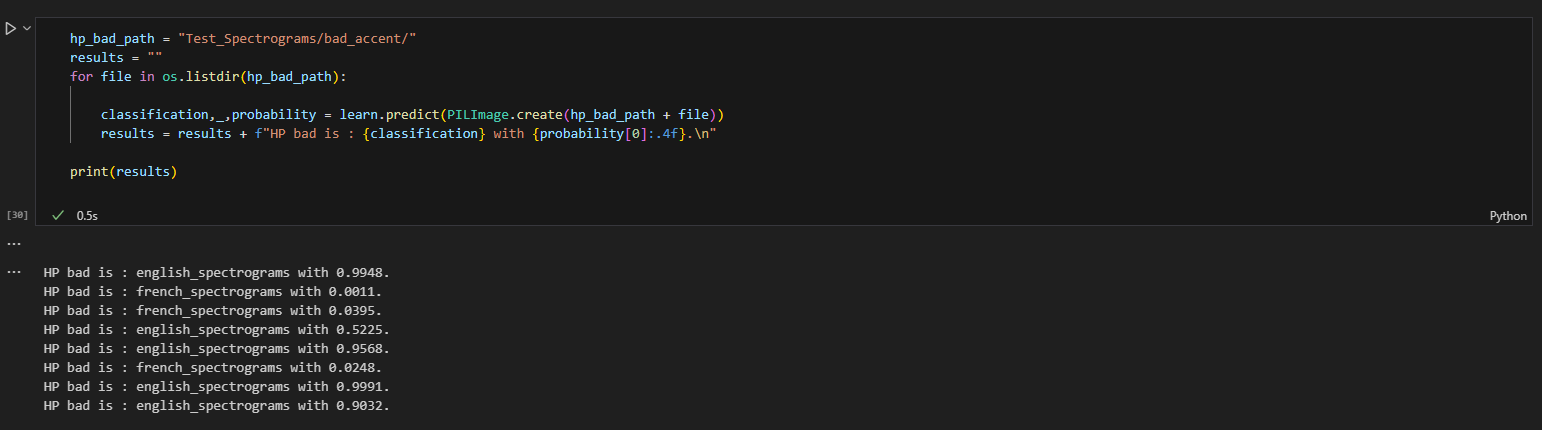 hp_bad_path = "Test_Spectrograms/bad_accent/"
results = ""
for file in os.listdir(hp_bad_path):
classification,_,probability = learn.predict(PILImage.create(hp_bad_path + file))
results = results + f"HP bad is : {classification} with {probability[0]:.4f}.\n"
print(results)
[30] 0.5s Python
...
... HP bad is : english_spectrograms with 0.9948.
HP bad is : french_spectrograms with 0.0011.
HP bad is : french_spectrograms with 0.0395.
HP bad is : english_spectrograms with 0.5225.
HP bad is : english_spectrograms with 0.9568.
HP bad is : french_spectrograms with 0.0248.
HP bad is : english_spectrograms with 0.9991.
HP bad is : english_spectrograms with 0.9032.